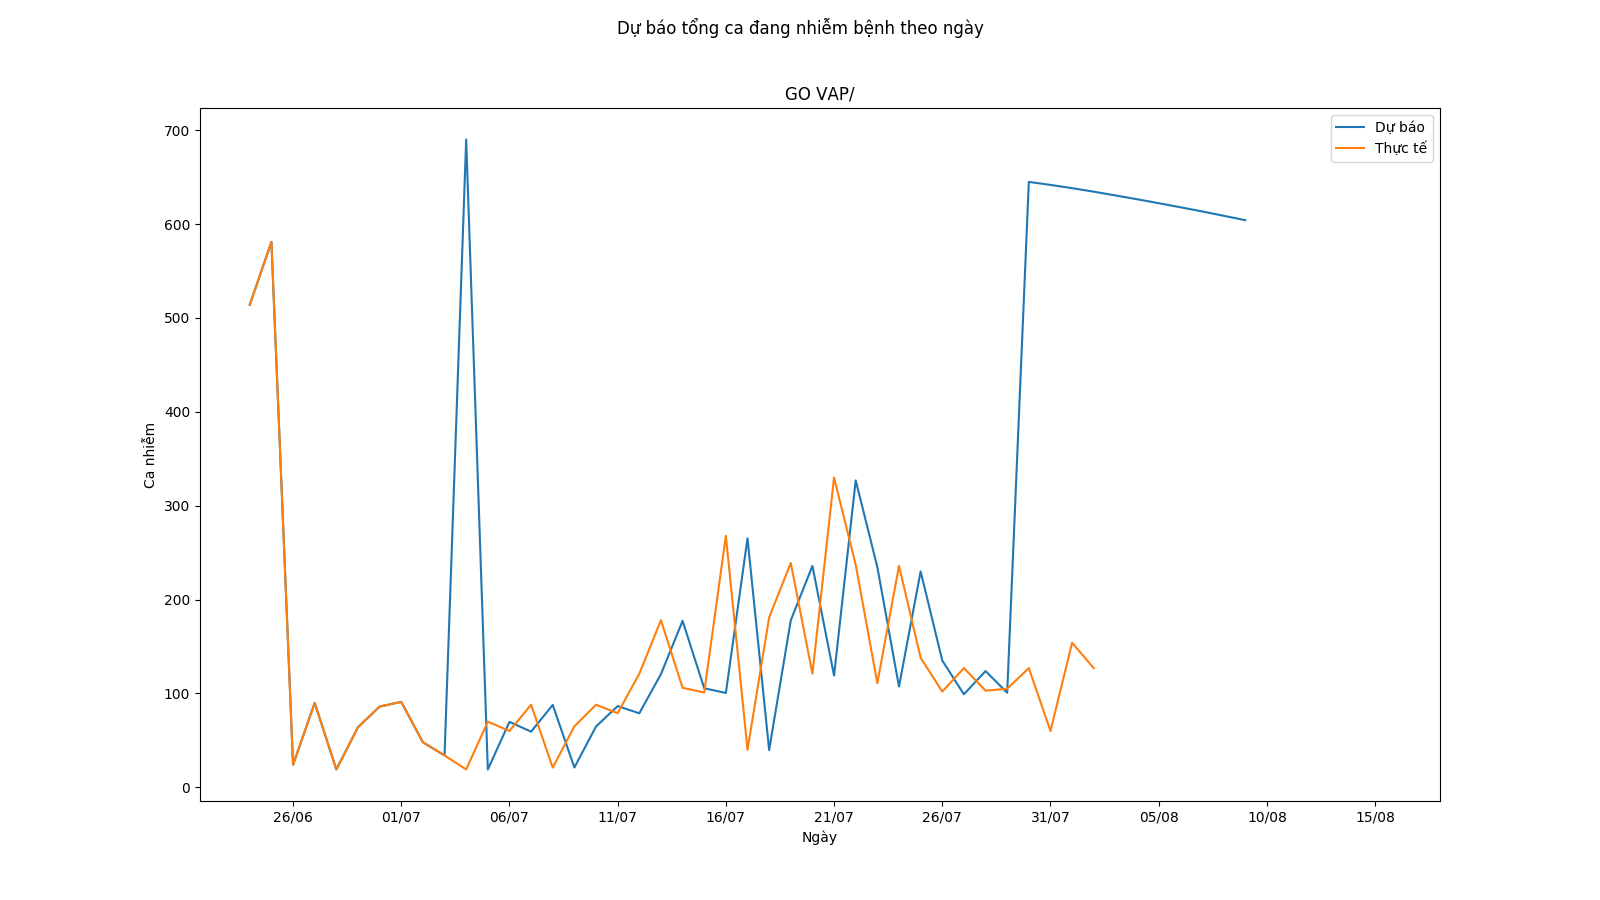 Dự báo tổng ca đang nhiễm bệnh theo ngày
GO VAP/
Dự báo
Thực tế
700
600
500
400
300
200
100
0
Ca nhiễm
26/06 01/07 06/07 11/07 16/07 21/07 26/07 31/07 05/08 10/08 15/08
Ngày